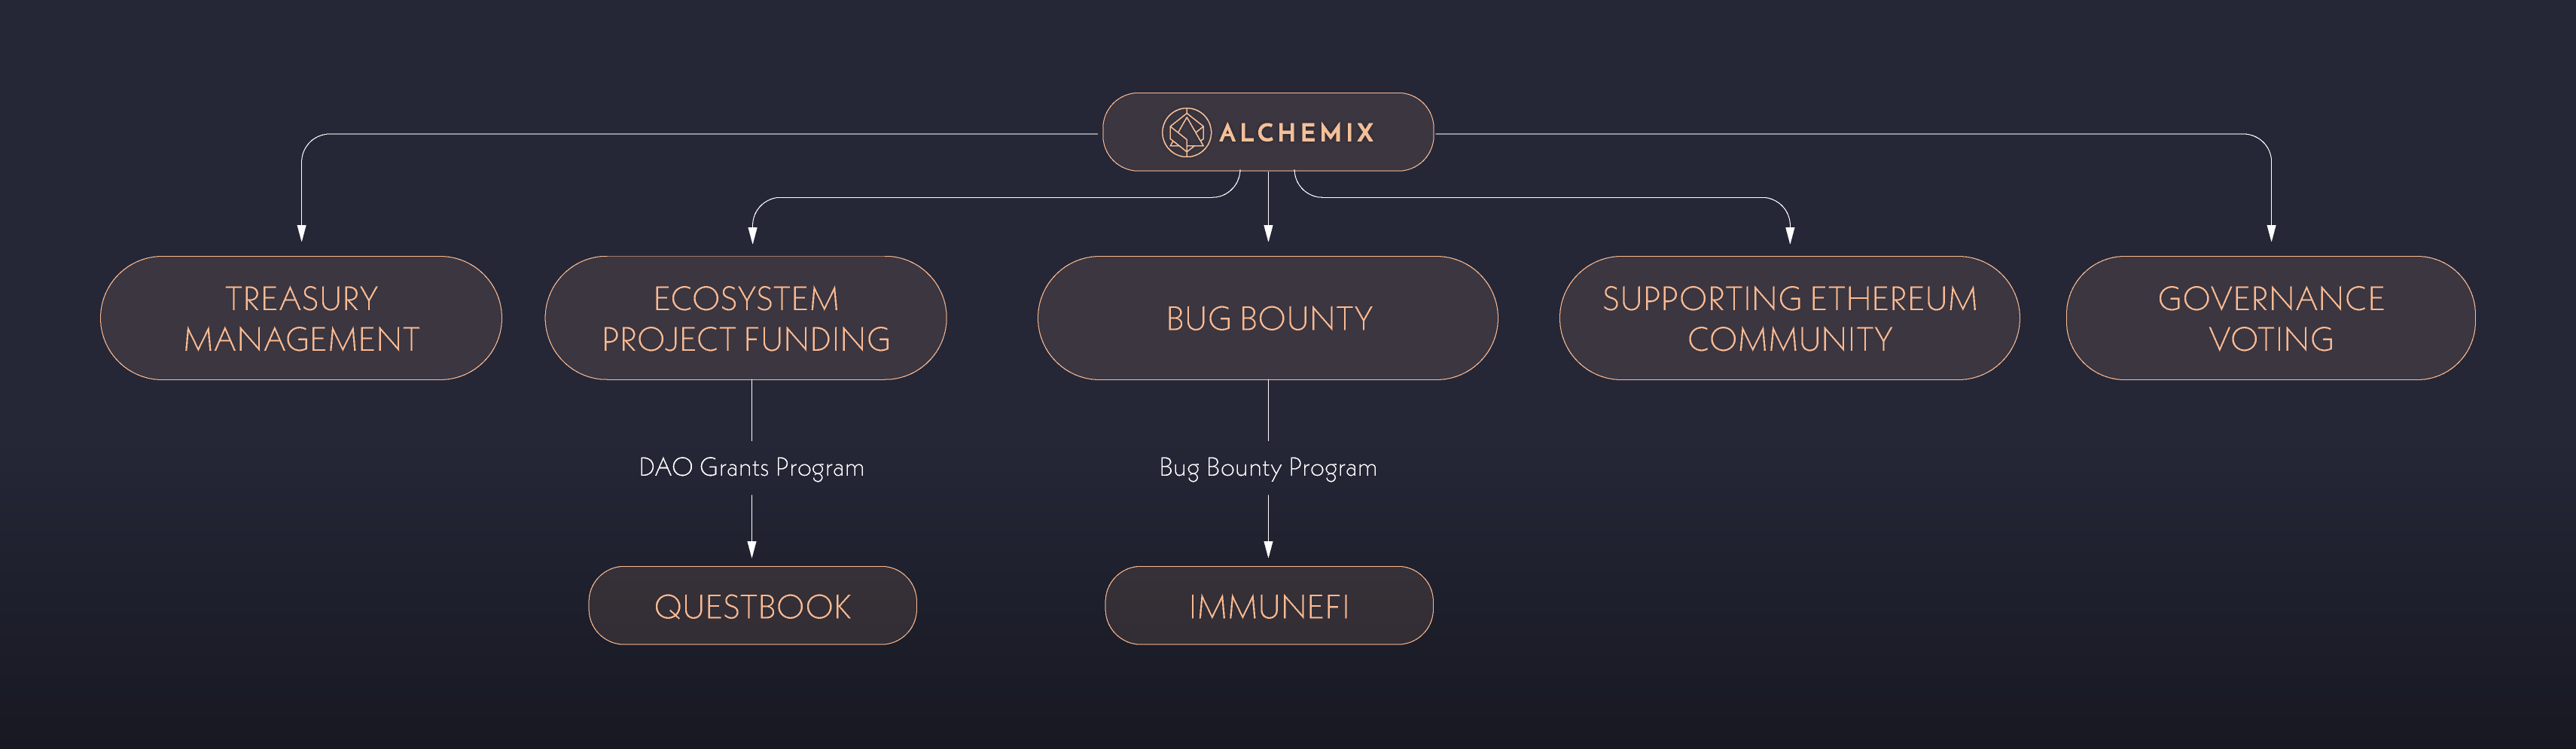 ALCHEMIX
TREASURY
MANAGEMENT
ECOSYSTEM
PROJECT FUNDING
BUG BOUNTY
SUPPORTING ETHEREUM
COMMUNITY
GOVERNANCE
VOTING
DAO Grants Program
Bug Bounty Program
QUESTBOOK
IMMUNEFI